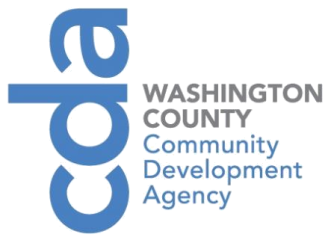 cda
WASHINGTON
COUNTY
Community
Development
Agency